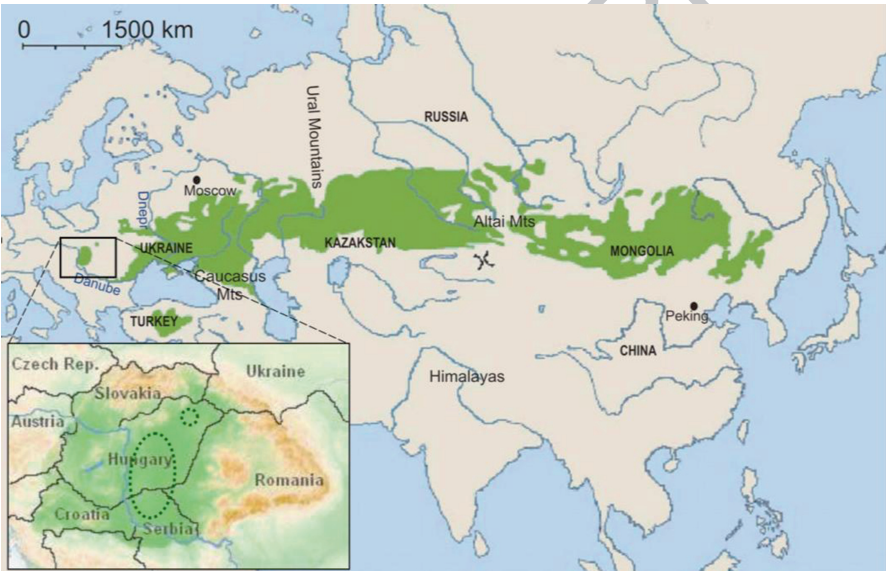 0 1500 km
Ural Mountains
RUSSIA
Moscow
Dnepr
Altai Mts
UKRAINE
KAZAKSTAN
MONGOLIA
Caucasus
Mts
Danube
TURKEY
Peking
CHINA
Himalayas
Czech Rep.
Ukraine
Slovakia
Austria
Hungary
Romania
Croatia
Serbia